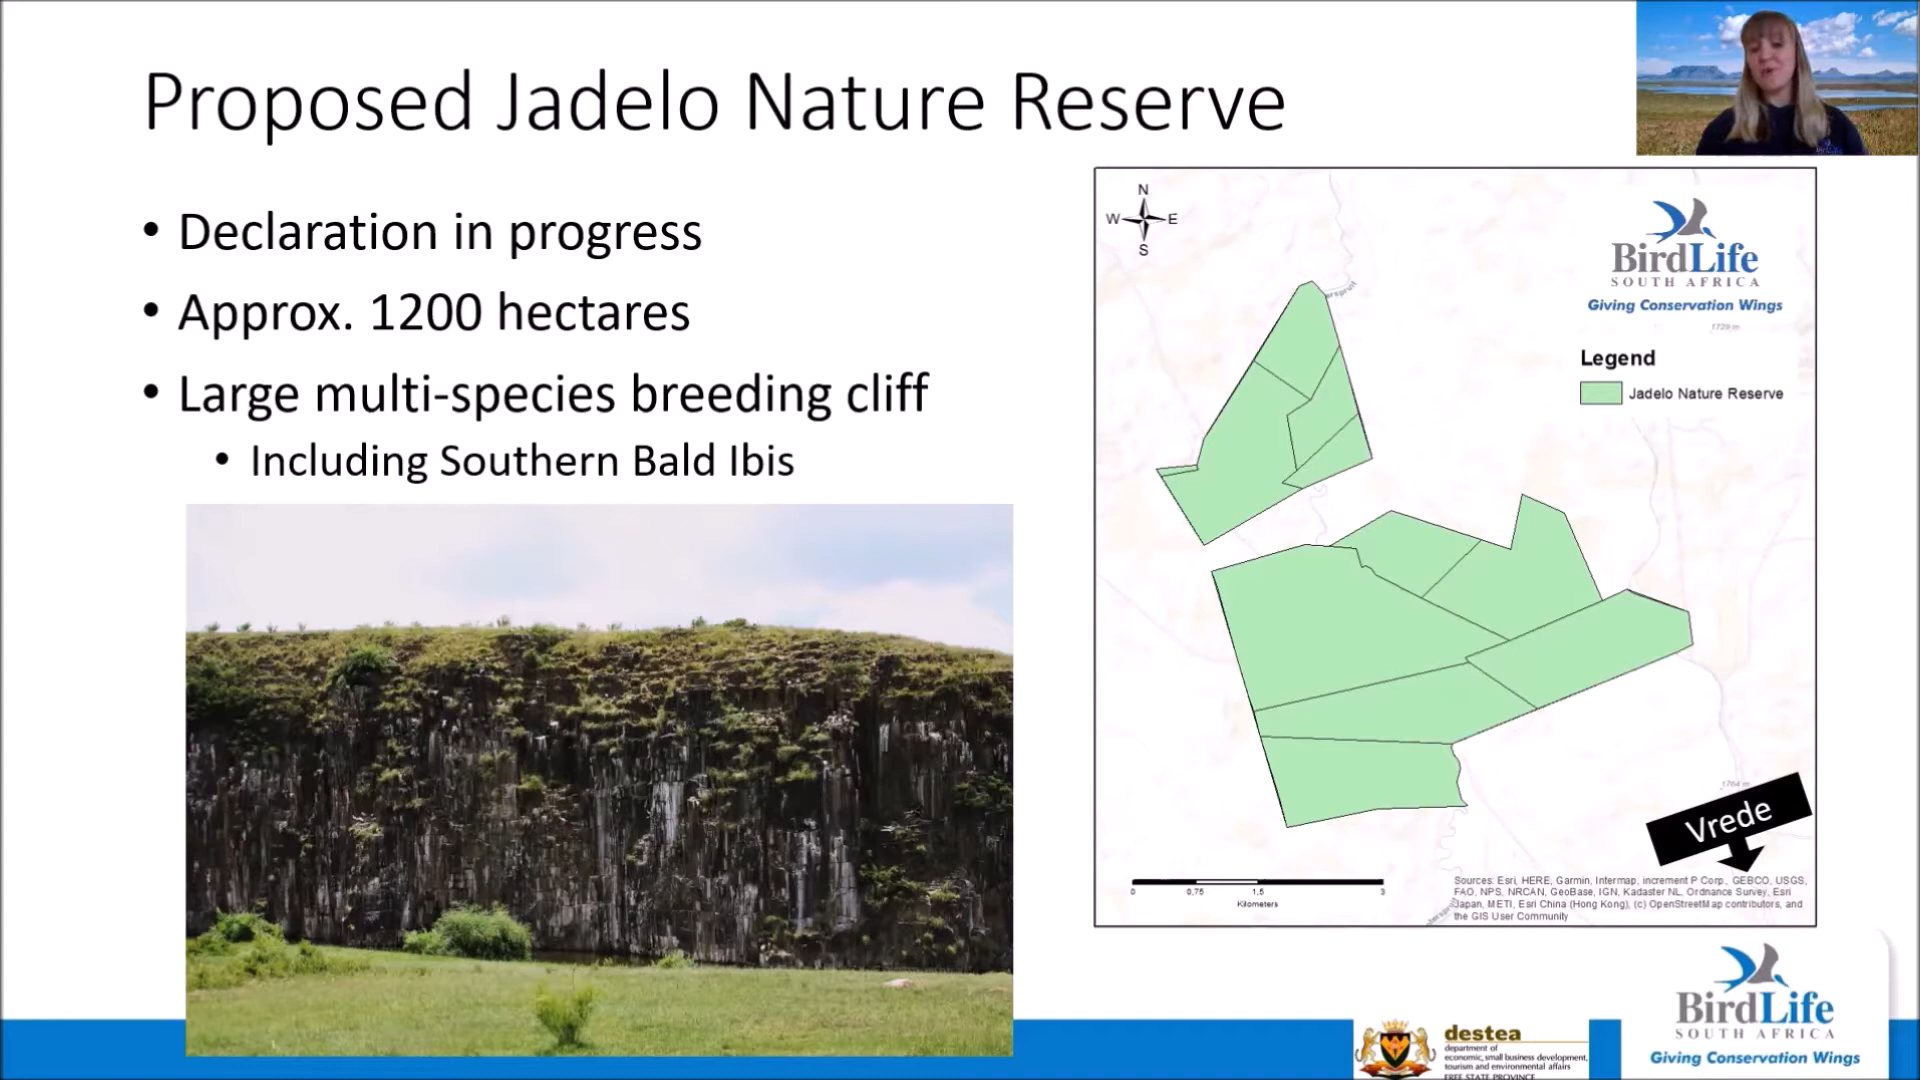 Proposed Jadelo Nature Reserve
• Declaration in progress
• Approx. 1200 hectares
• Large multi-species breeding cliff
• Including Southern Bald Ibis
N
W E
S
BirdLife
SOUTH AFRICA
Giving Conservation Wings
1729 m
Legend
Jadelo Nature Reserve
1764 m
Vrede
0 0,75 1,5 3
Kilometers
Sources: Esri, HERE, Garmin, Intermap, increment P Corp., GEBCO, USGS,
FAO, NPS, NRCAN, GeoBase, IGN, Kadaster NL, Ordnance Survey, Esri
Japan, METI, Esri China (Hong Kong), (c) OpenStreetMap contributors, and
the GIS User Community
destea
department of
economic, small business development,
tourism and environmental affairs
FREE STATE PROVINCE
BirdLife
SOUTH AFRICA
Giving Conservation Wings